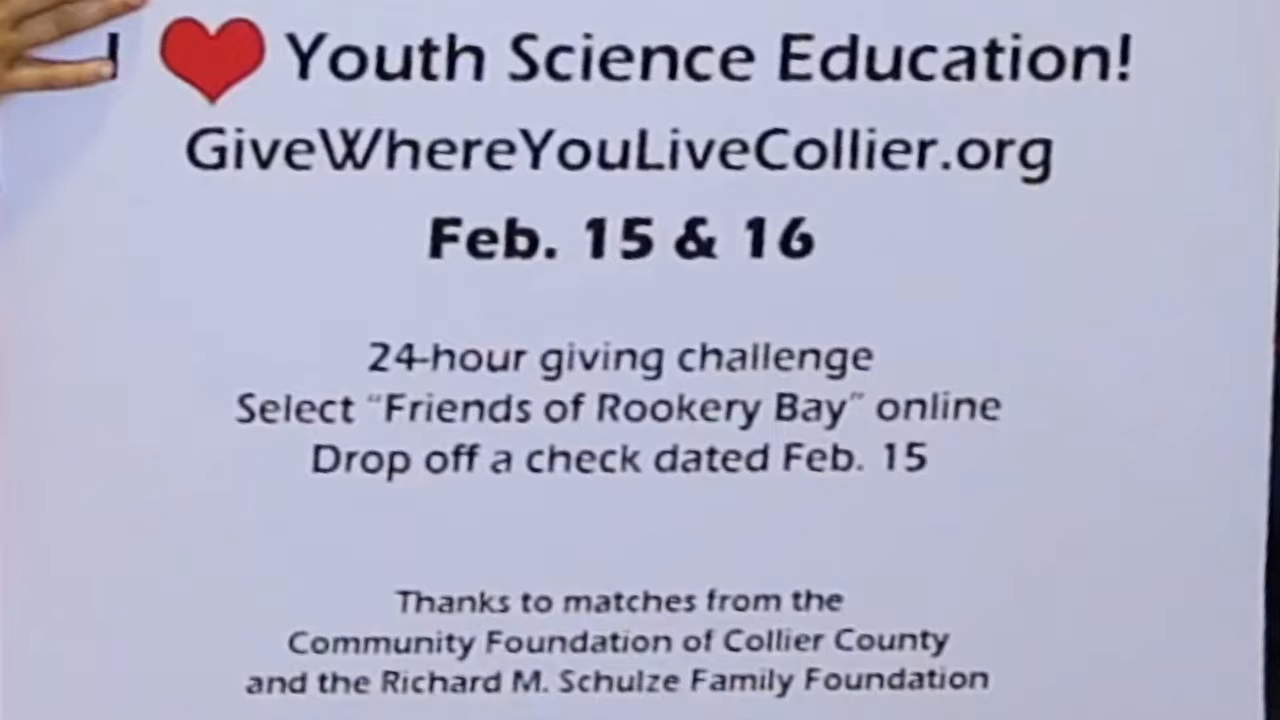 I ❤ Youth Science Education!
GiveWhereYouLiveCollier.org
Feb. 15 & 16
24-hour giving challenge
Select “Friends of Rookery Bay” online
Drop off a check dated Feb. 15
Thanks to matches from the
Community Foundation of Collier County
and the Richard M. Schulze Family Foundation